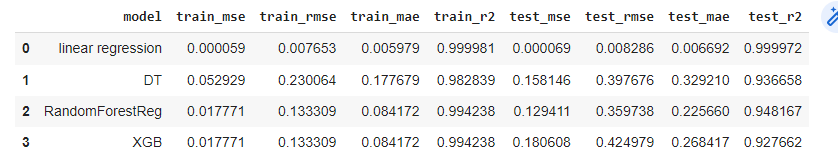 model train_mse train_rmse train_mae train_r2 test_mse test_rmse test_mae test_r2
0 linear regression 0.000059 0.007653 0.005979 0.999981 0.000069 0.008286 0.006692 0.999972
1 DT 0.052929 0.230064 0.177679 0.982839 0.158146 0.397676 0.329210 0.936658
2 RandomForestReg 0.017771 0.133309 0.084172 0.994238 0.129411 0.359738 0.225660 0.948167
3 XGB 0.017771 0.133309 0.084172 0.994238 0.180608 0.424979 0.268417 0.927662